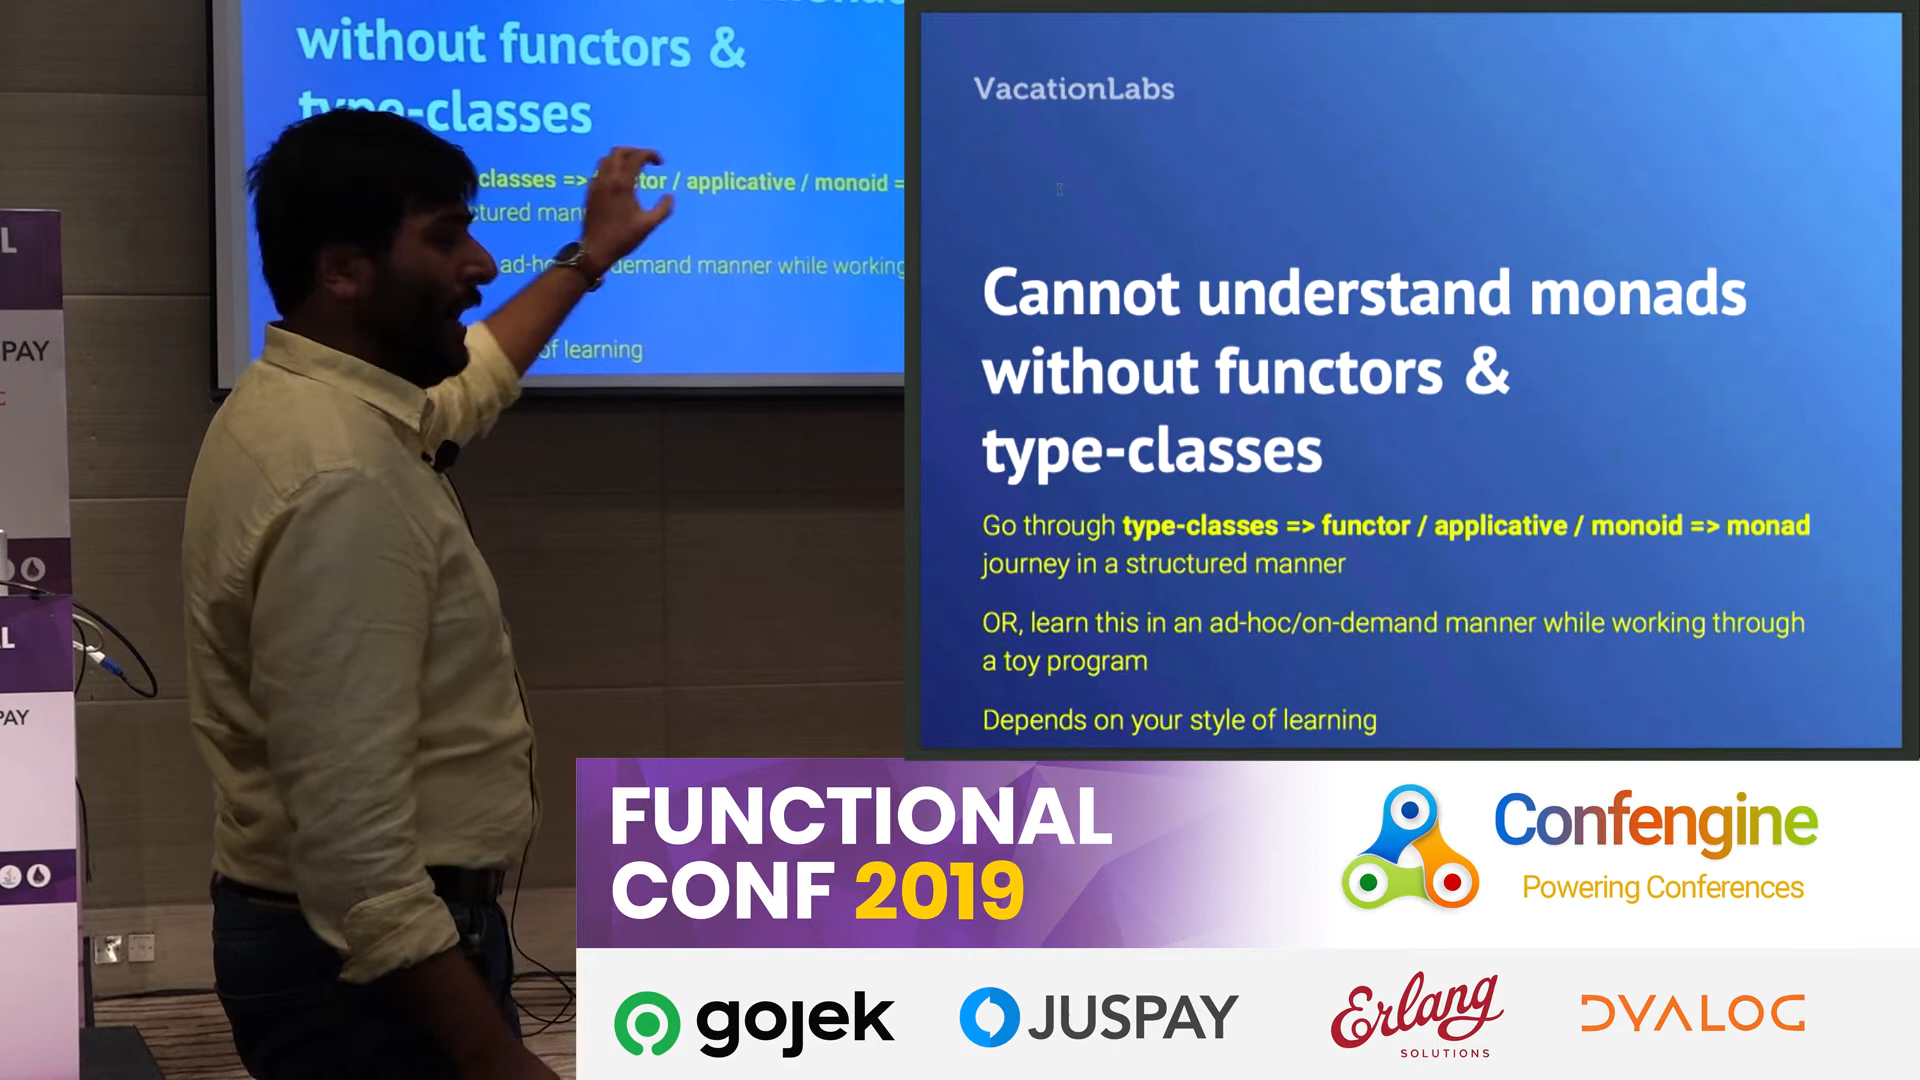 without functors &
type-classes
classes => functor / applicative / monoid =
ctured man
ad-ho demand manner while working
of learning
L
PAY
L
PAY
VacationLabs
Cannot understand monads
without functors &
type-classes
Go through type-classes => functor / applicative / monoid => monad
journey in a structured manner
OR, learn this in an ad-hoc/on-demand manner while working through
a toy program
Depends on your style of learning
FUNCTIONAL
CONF 2019
Confengine
Powering Conferences
gojek
JUSPAY
Erlang
SOLUTIONS
DYALOG